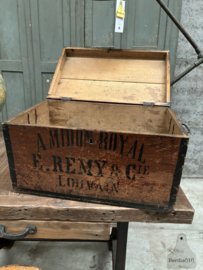 AMIDON ROYAL
E. REMY & CIE
LOUVAIN